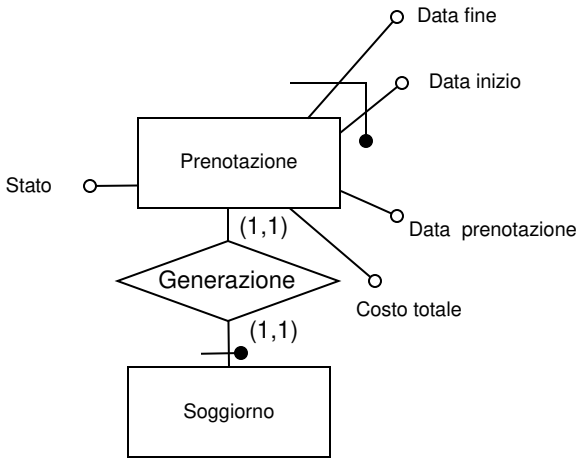 Data fine
Data inizio
Prenotazione
Stato
Data  prenotazione
(1,1)
Generazione
Costo totale
(1,1)
Soggiorno